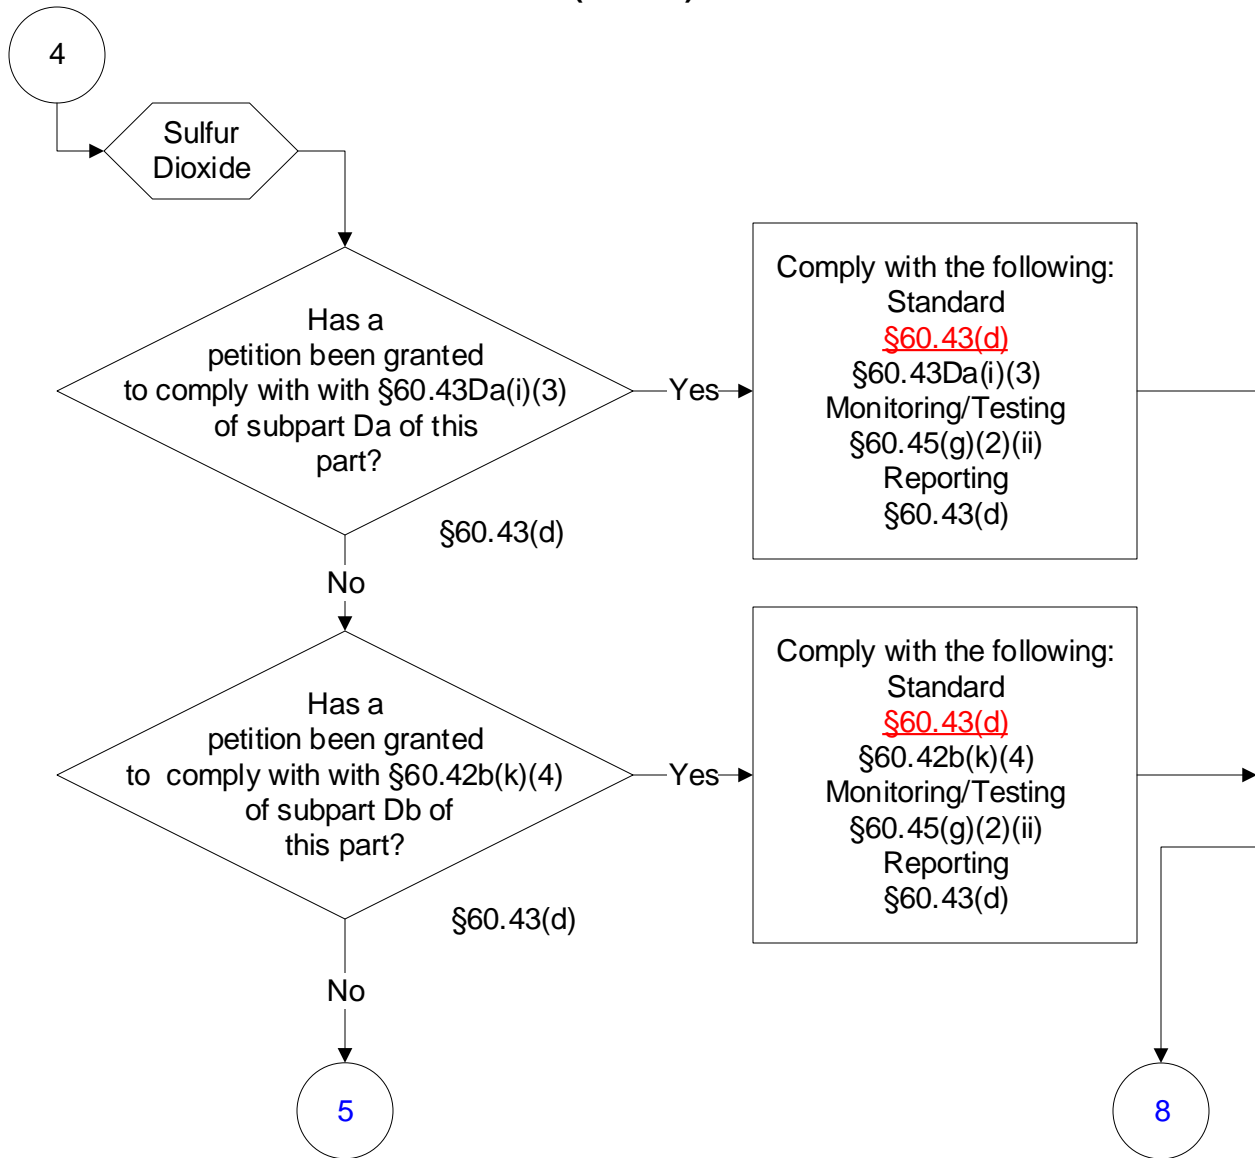 4
Sulfur
Dioxide
Has a
petition been granted
to comply with with §60.43Da(i)(3)
of subpart Da of this
part?
§60.43(d)
Yes
Comply with the following:
Standard
§60.43(d)
§60.43Da(i)(3)
Monitoring/Testing
§60.45(g)(2)(ii)
Reporting
§60.43(d)
No
Has a
petition been granted
to comply with with §60.42b(k)(4)
of subpart Db of
this part?
§60.43(d)
Yes
Comply with the following:
Standard
§60.43(d)
§60.42b(k)(4)
Monitoring/Testing
§60.45(g)(2)(ii)
Reporting
§60.43(d)
No
5
8